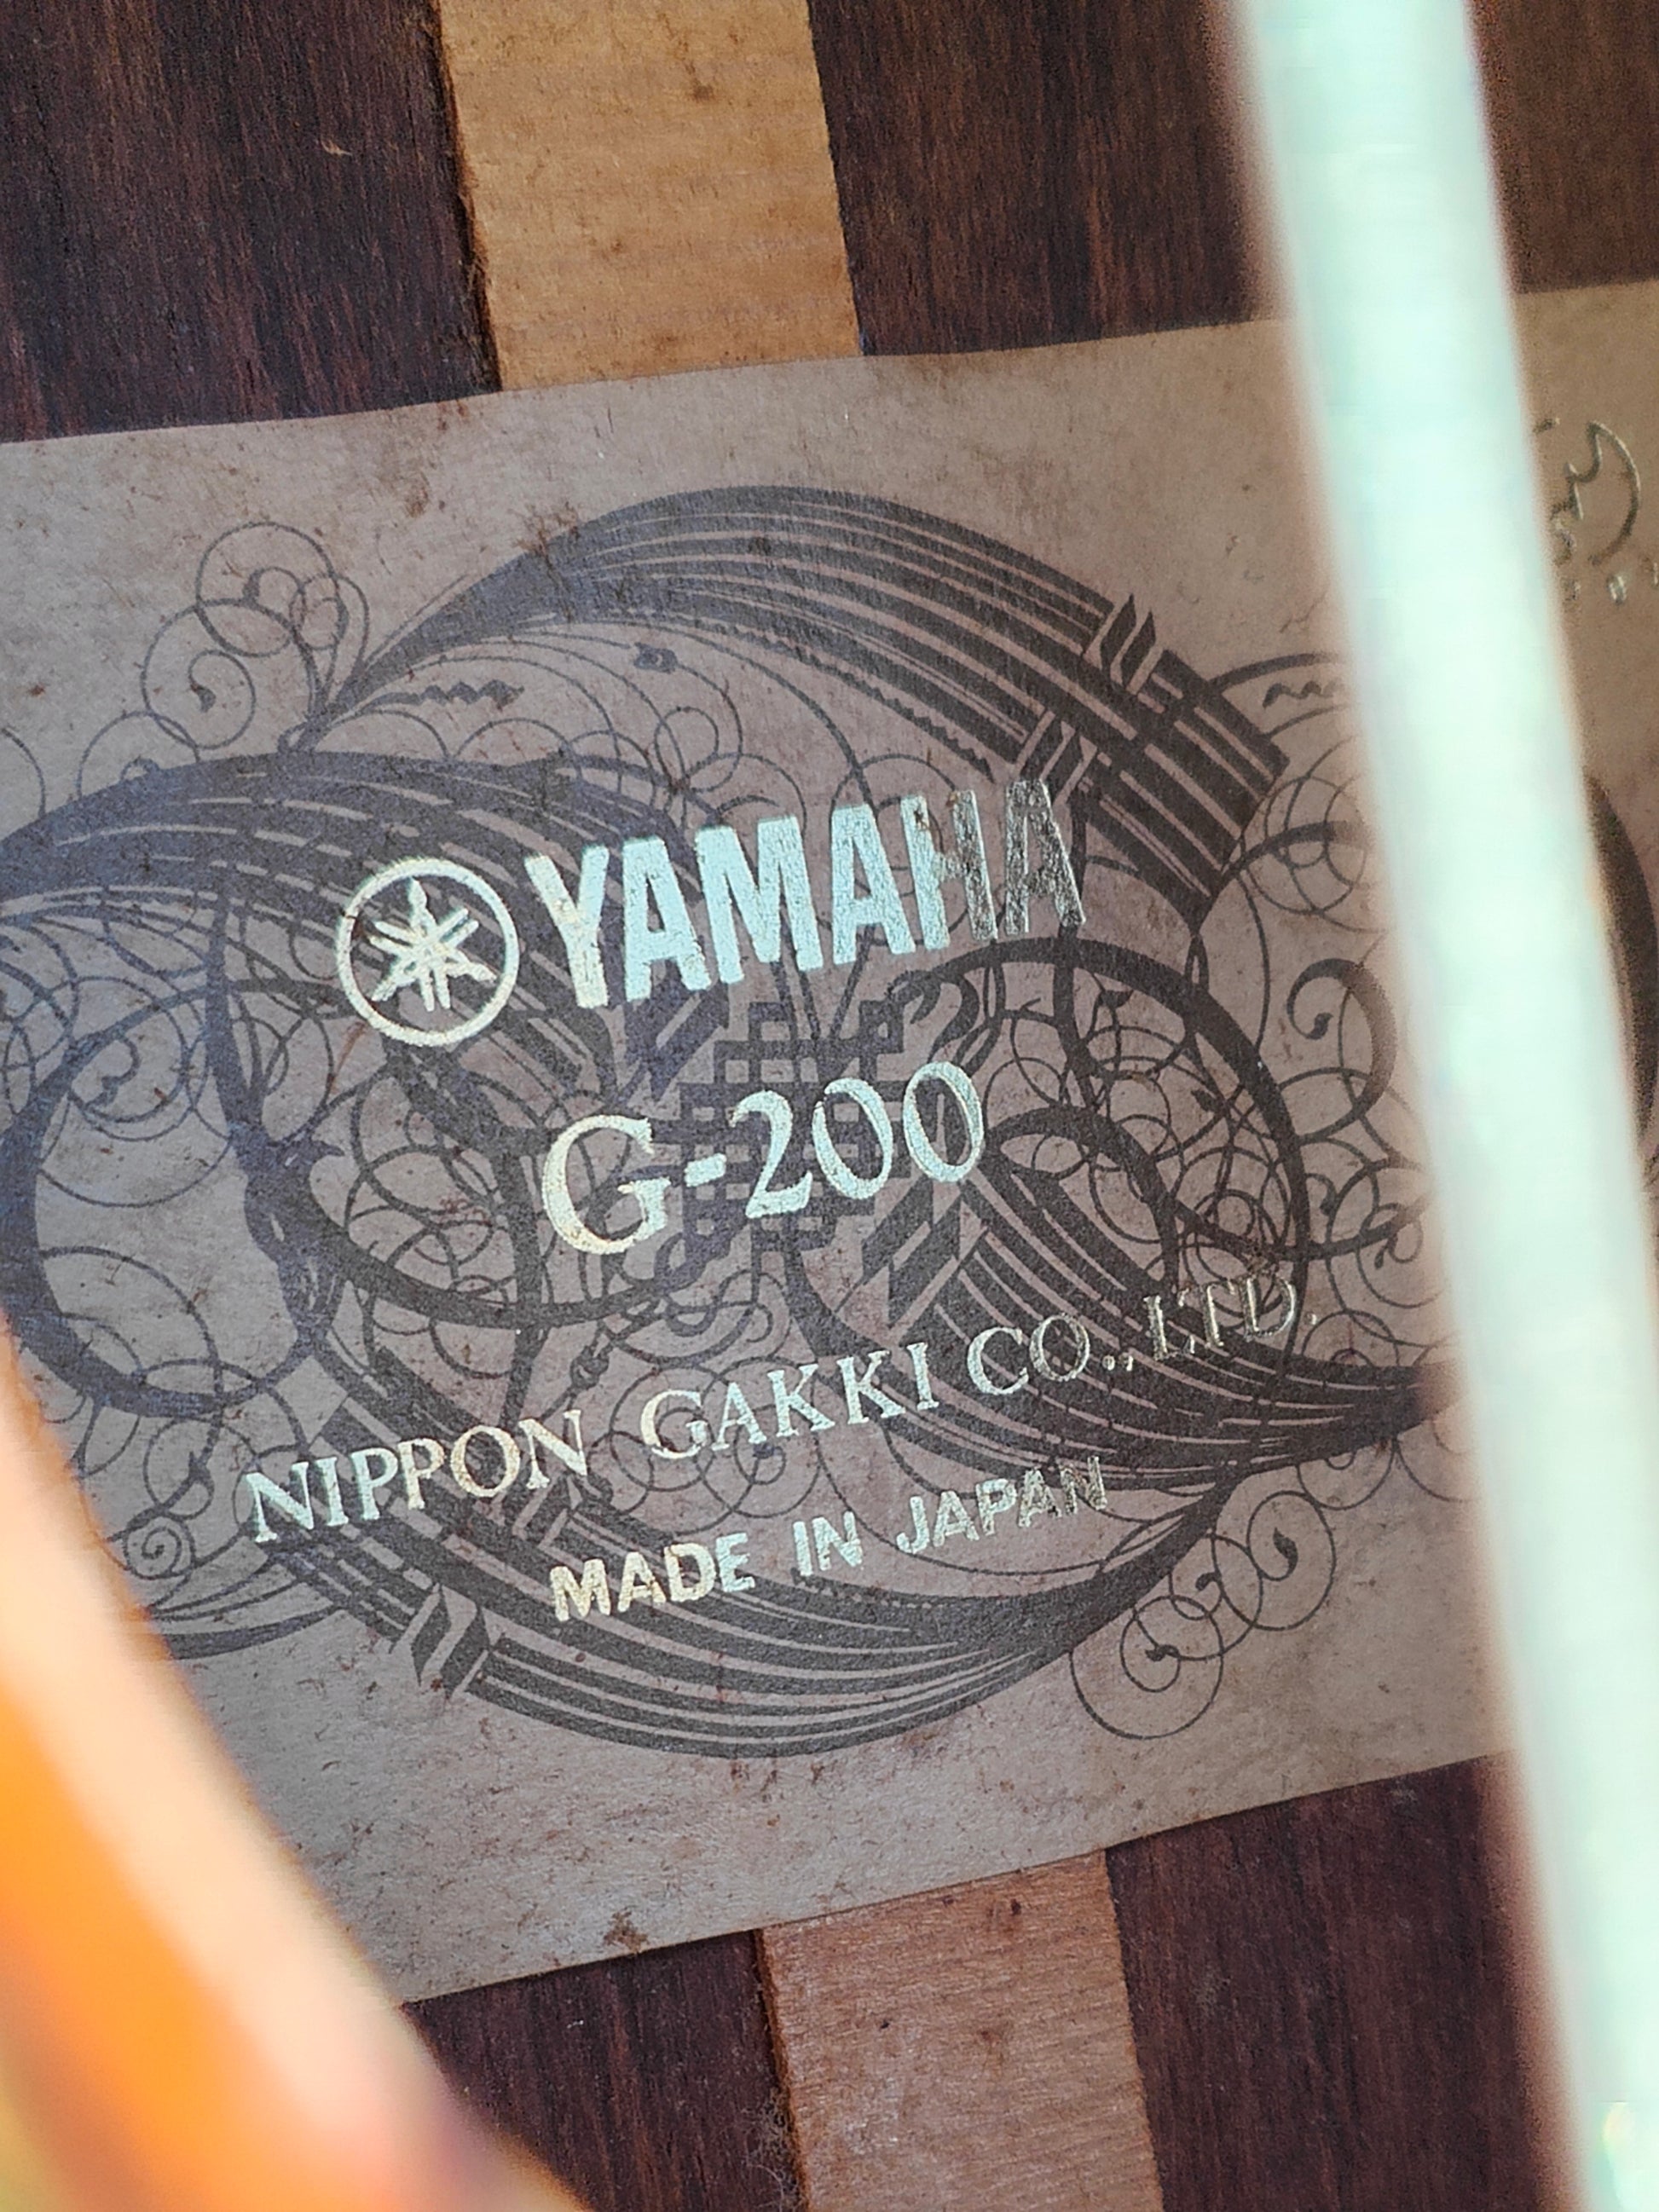 YAMAHA
G-200
NIPPON GAKKI CO., LTD.
MADE IN JAPAN